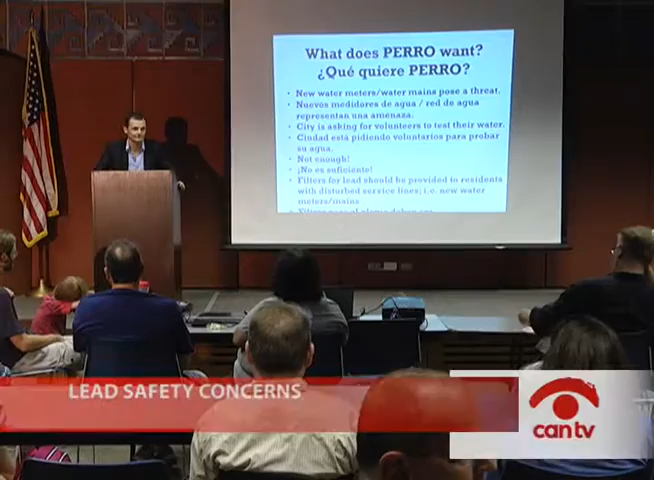 What does PERRO want?
¿Qué quiere PERRO?
• New water meters/water mains pose a threat.
• Nuevos medidores de agua / red de agua
representan una amenaza.
• City is asking for volunteers to test their water.
• Ciudad está pidiendo voluntarios para probar
su agua.
• Not enough!
• ¡No es suficiente!
• Filters for lead should be provided to residents
with disturbed service lines; i.e. new water
meters/mains
LEAD SAFETY CONCERNS
can tv